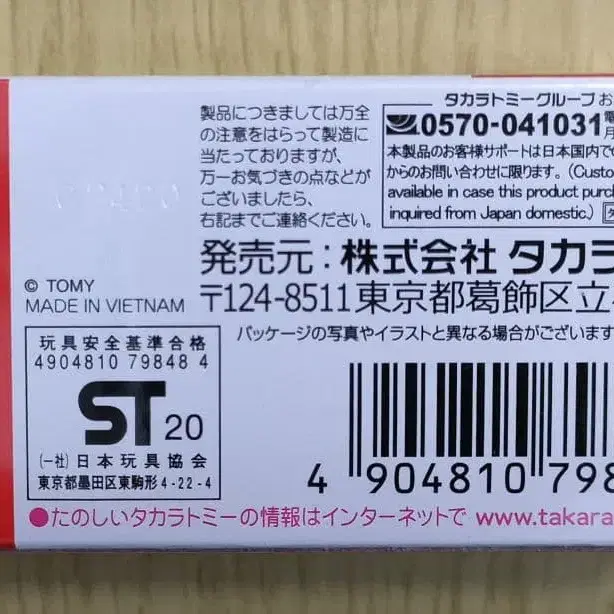 製品につきましては万全
の注意をはらって製造に
当たっておりますが、
万一お気づきの点などが
ございましたら、
右記までご連絡ください。
タカラトミーグループお
0570-041031
本製品のお客様サポートは日本国内で
からのお問い合わせに限ります。(Custo
available in case this product purc
inquired from Japan domestic.)
発売元：株式会社 タカラ
〒124-8511 東京都葛飾区立
パッケージの写真やイラストと異なる場合がございます
© TOMY
MADE IN VIETNAM
玩具安全基準合格
4904810 79848 4
ST 20
(一社)日本玩具協会
東京都墨田区東駒形4-22-4
4 904810 798
●たのしいタカラトミーの情報はインターネットで www.takara